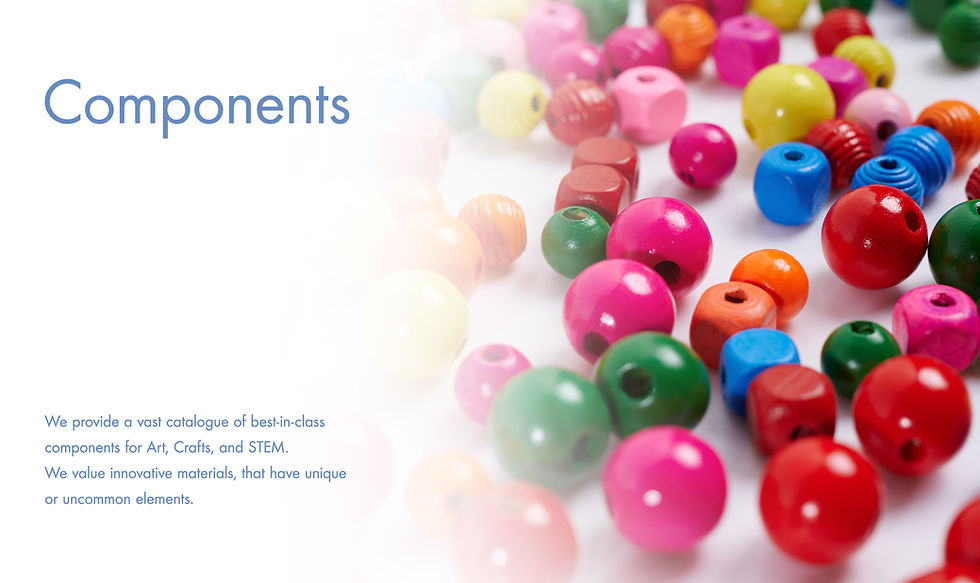 Components
We provide a vast catalogue of best-in-class
components for Art, Crafts, and STEM.
We value innovative materials, that have unique
or uncommon elements.